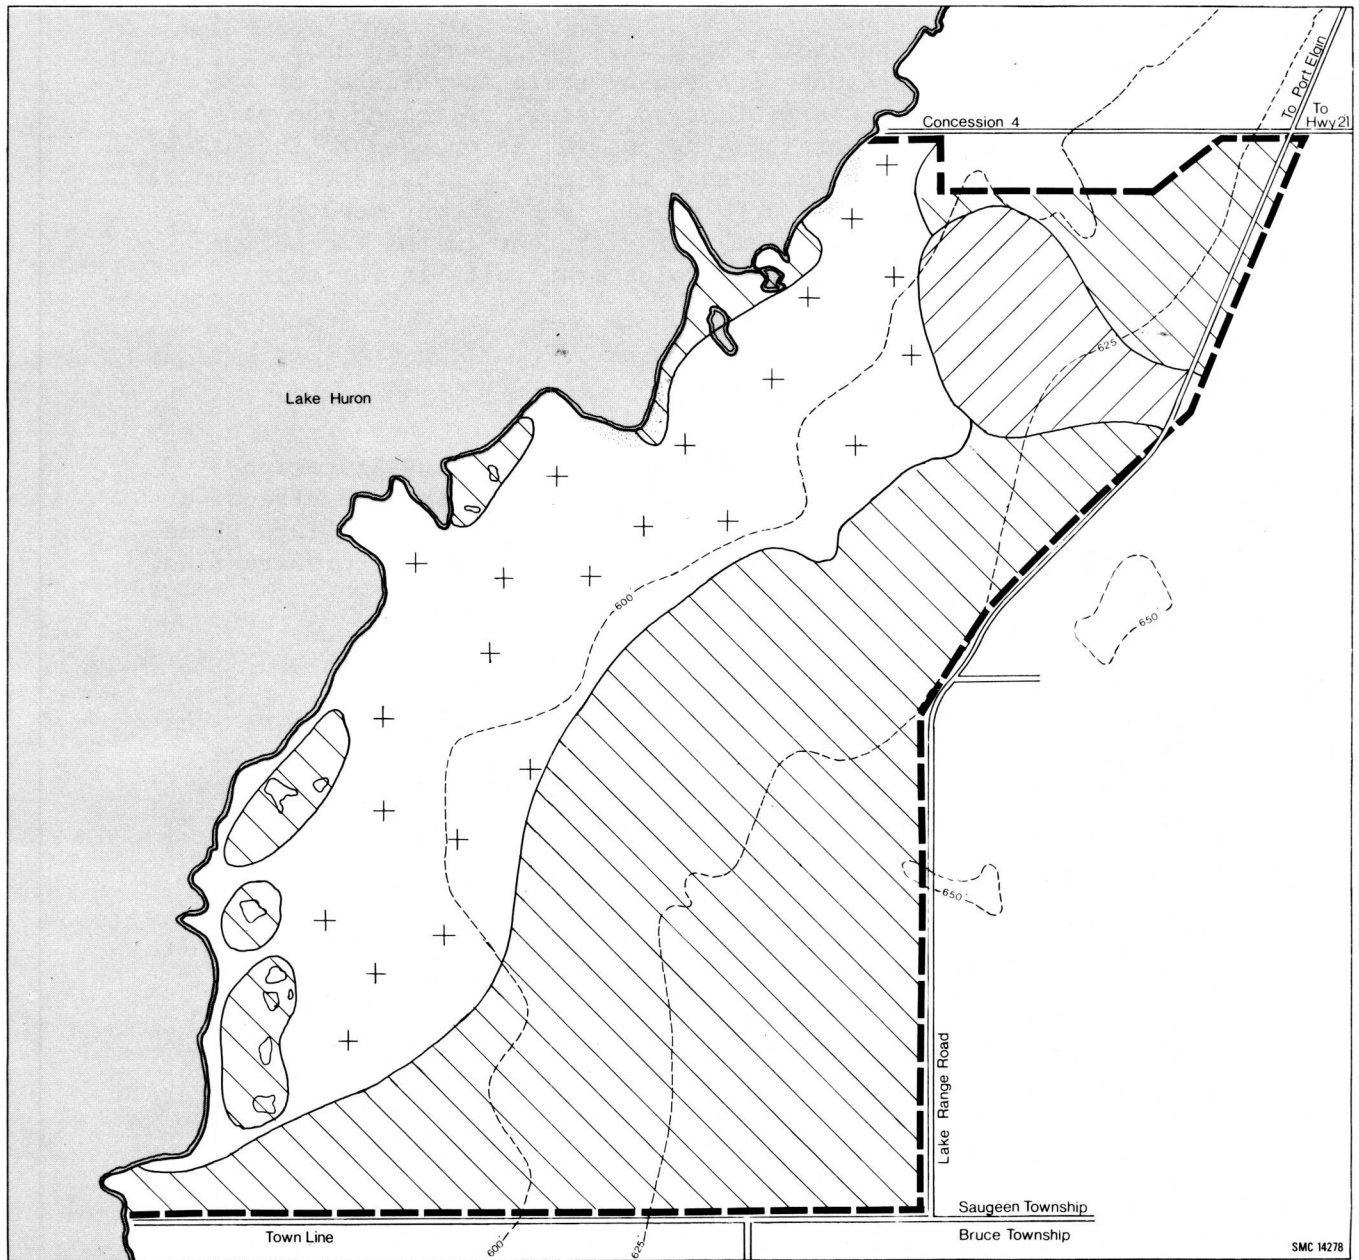 To Port Elgin
To
Hwy 21
Concession 4
625
Lake Huron
600
650
650
Lake Range Road
Saugeen Township
Bruce Township
Town Line
600
625
SMC 14278